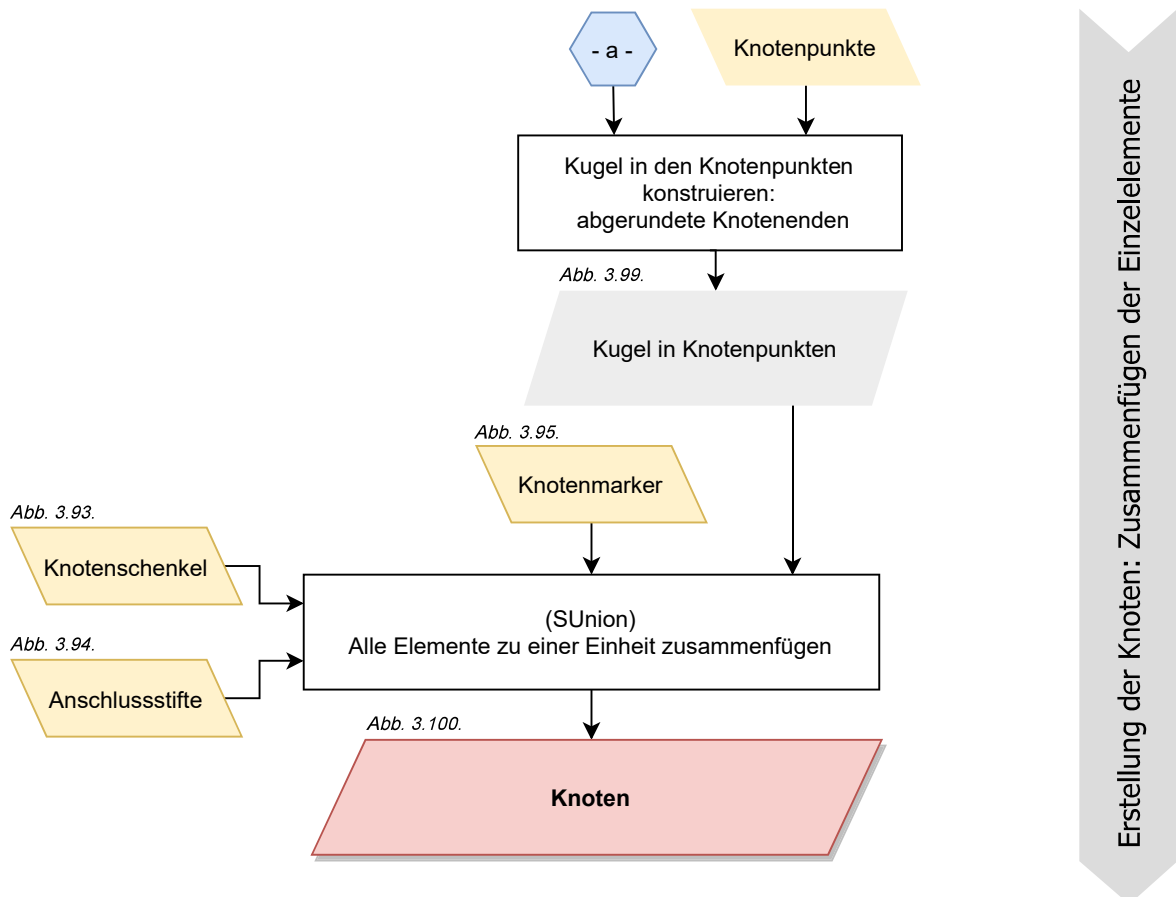 - a -
Knotenpunkte
Kugel in den Knotenpunkten
konstruieren:
abgerundete Knotenenden
Abb. 3.99.
Kugel in Knotenpunkten
Abb. 3.95.
Knotenmarker
Abb. 3.93.
Knotenschenkel
(SUnion)
Alle Elemente zu einer Einheit zusammenfügen
Abb. 3.94.
Anschlussstifte
Abb. 3.100.
Knoten
Erstellung der Knoten: Zusammenfügen der Einzelelemente